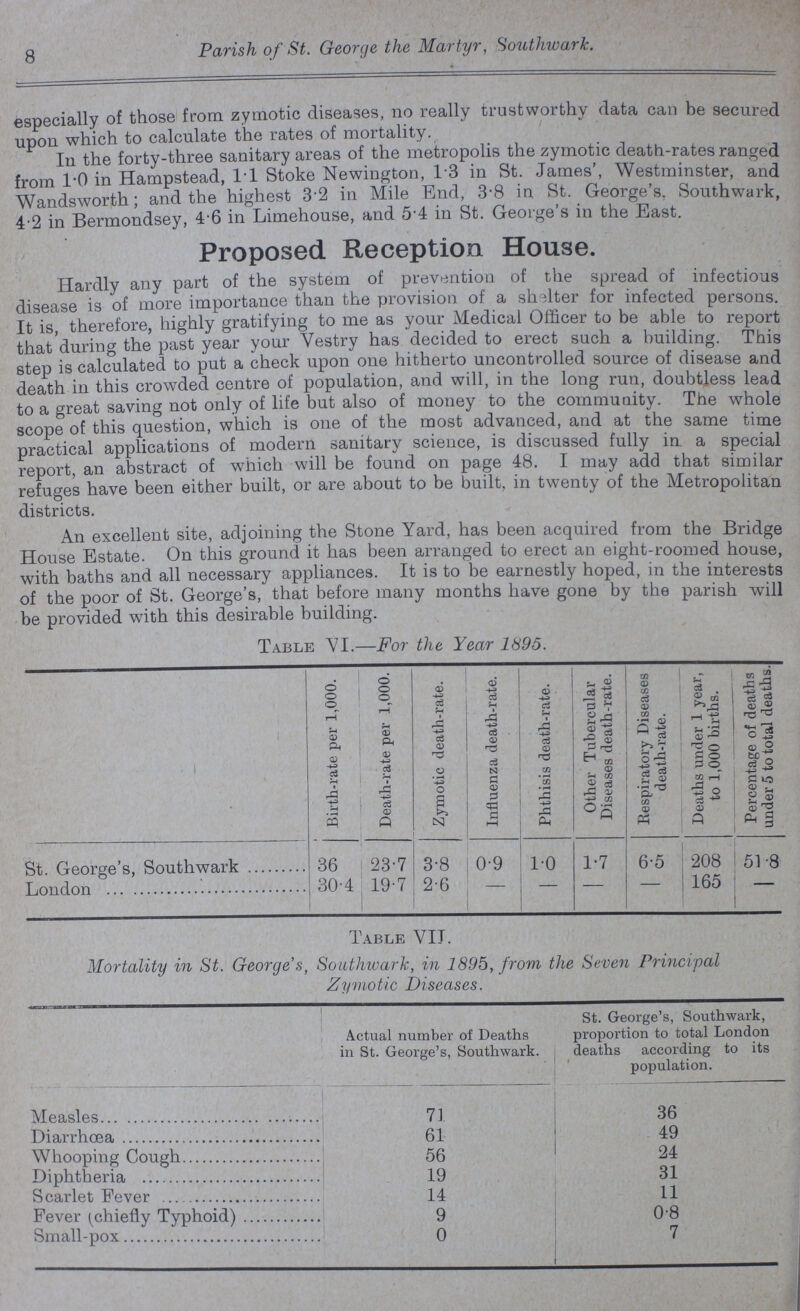 8
Parish of St. George the Martyr, Southwark.
especially of those from zymotic diseases, no really trustworthy data can be secured
upon which to calculate the rates of mortality.
In the forty-three sanitary areas of the metropolis the zymotic death-rates ranged
from 1·0 in Hampstead, 1·1 Stoke Newington, 1·3 in St. James', Westminster, and
Wandsworth; and the highest 3·2 in Mile End, 3·8 in St. George's, Southwark,
4·2 in Bermondsey, 4·6 in Limehouse, and 5·4 in St. George's in the East.
Proposed Reception House.
Hardly any part of the system of prevention of the spread of infectious
disease is of more importance than the provision of a shelter for infected persons.
It is, therefore, highly gratifying to me as your Medical Officer to be able to report
that during the past year your Vestry has decided to erect such a building. This
step is calculated to put a check upon one hitherto uncontrolled source of disease and
death in this crowded centre of population, and will, in the long run, doubtless lead
to a great saving not only of life but also of money to the community. The whole
scope of this question, which is one of the most advanced, and at the same time
practical applications of modern sanitary science, is discussed fully in a special
report, an abstract of which will be found on page 48. I may add that similar
refuges have been either built, or are about to be built, in twenty of the Metropolitan
districts.
An excellent site, adjoining the Stone Yard, has been acquired from the Bridge
House Estate. On this ground it has been arranged to erect an eight-roomed house,
with baths and all necessary appliances. It is to be earnestly hoped, in the interests
of the poor of St. George's, that before many months have gone by the parish will
be provided with this desirable building.
TABLE VI.—For the Year 1895.
Birth-rate per 1,000.
Death-rate per 1,000.
Zymotic death-rate.
Influenza death-rate.
Phthisis death-rate.
Other Tubercular
Diseases death-rate.
Respiratory Diseases
death-rate.
Deaths under 1 year,
to 1,000 births.
Percentage of deaths
under 5 to total deaths.
St. George's, Southwark ......... 36 23·7 3·8 0·9 1·0 1·7 6·5 208 51·8
London ............ 30·4 19·7 2·6 — — — — 165 —
TABLE VII.
Mortality in St. George's, Southwark, in 1895, from the Seven Principal
Zymotic Diseases.
Actual number of Deaths
in St. George's, Southwark.
St. George's, Southwark,
proportion to total London
deaths according to its
population.
Measles............ 71 36
Diarrhœa ............ 61 49
Whooping Cough............ 56 24
Diphtheria ............ 19 31
Scarlet Fever ............ 14 11
Fever (chiefly Typhoid) ............ 9 0·8
Small-pox............ 0 7